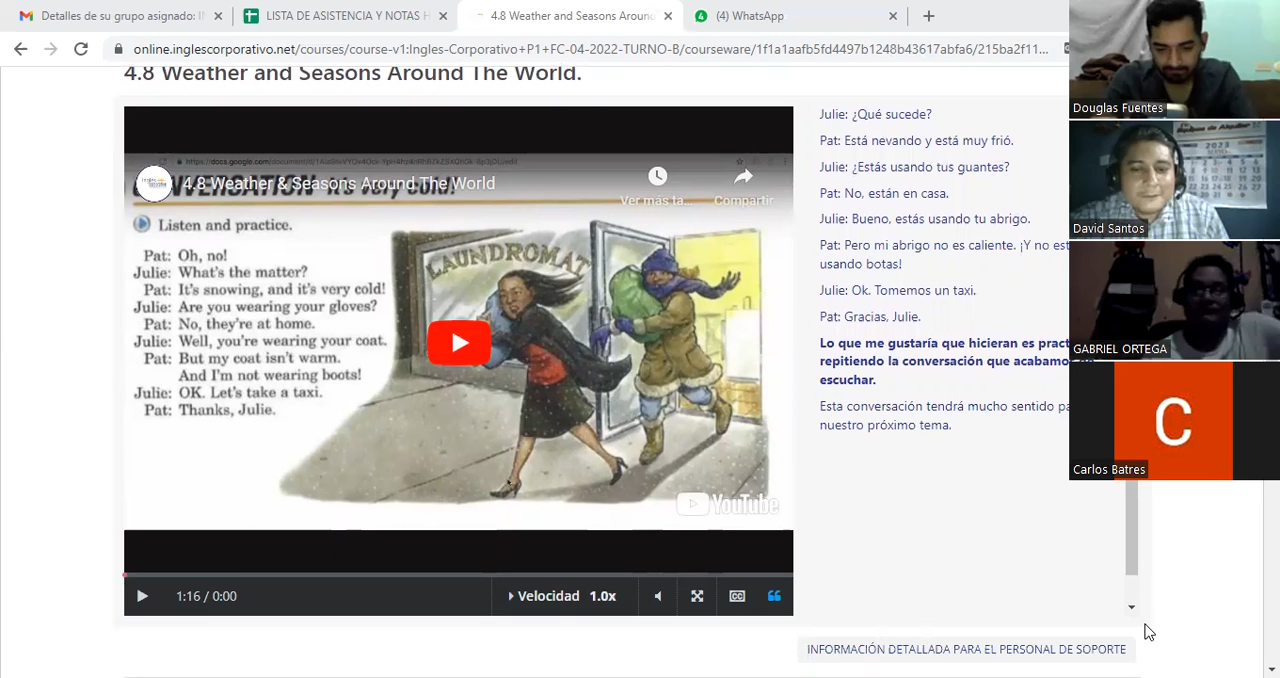 Detalles de su grupo asignado: I
LISTA DE ASISTENCIA Y NOTAS H
4.8 Weather and Seasons Aroun
(4) WhatsApp
online.inglescorporativo.net/courses/course-v1:Ingles-Corporativo+P1+FC-04-2022-TURNO-B/courseware/1f1a1aafb5fd4497b1248b43617abfa6/215ba2f11...
4.8 Weather and Seasons Around The World.
4.8 Weather & Seasons Around The World
Ver más ta...
Compartir
Listen and practice.
Pat: Oh, no!
Julie: What's the matter?
Pat: It's snowing, and it's very cold!
Julie: Are you wearing your gloves?
Pat: No, they're at home.
Julie: Well, you're wearing your coat.
Pat: But my coat isn't warm.
And I'm not wearing boots!
Julie: OK. Let's take a taxi.
Pat: Thanks, Julie.
LAUNDROMAT
YouTube
1:16 / 0:00
Velocidad 1.0x
Julie: ¿Qué sucede?
Pat: Está nevando y está muy frió.
Julie: ¿Estás usando tus guantes?
Pat: No, están en casa.
Julie: Bueno, estás usando tu abrigo.
Pat: Pero mi abrigo no es caliente. ¡Y no est
usando botas!
Julie: Ok. Tomemos un taxi.
Pat: Gracias, Julie.
Lo que me gustaría que hicieran es pract
repitiendo la conversación que acabamos
escuchar.
Esta conversación tendrá mucho sentido pa
nuestro próximo tema.
INFORMACIÓN DETALLADA PARA EL PERSONAL DE SOPORTE
Douglas Fuentes
2023
David Santos
GABRIEL ORTEGA
C
Carlos Batres